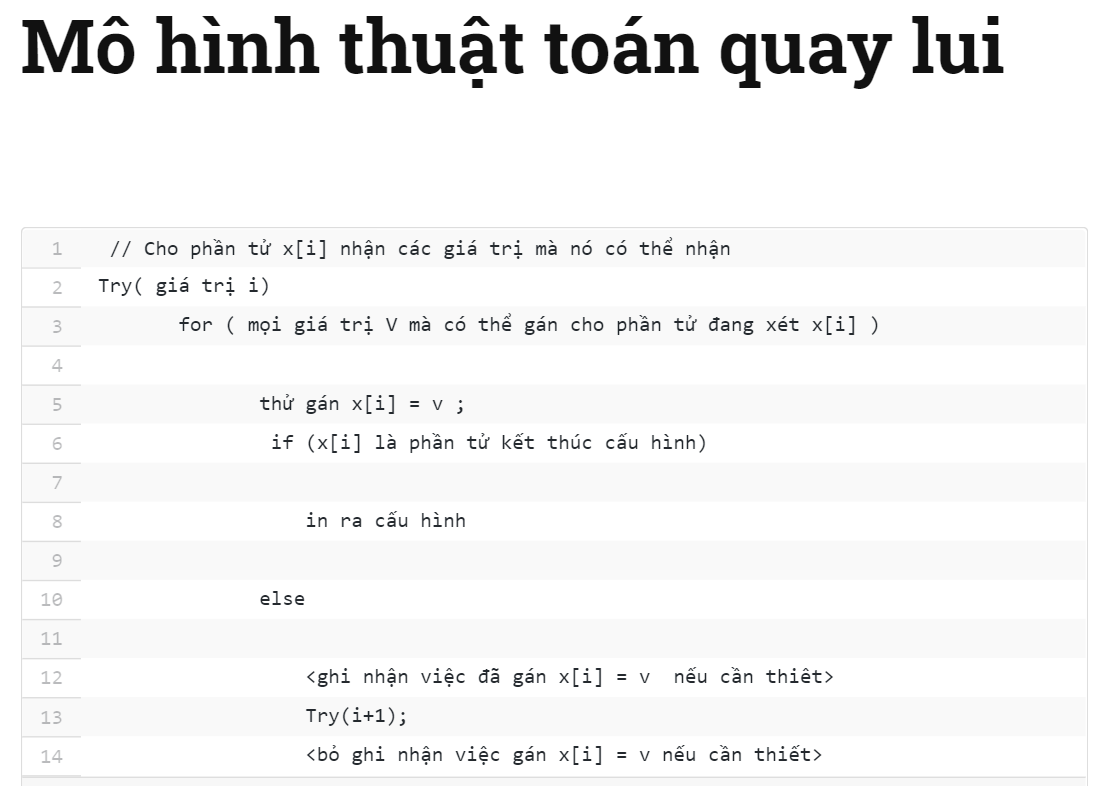 Mô hình thuật toán quay lui
1 // Cho phần tử x[i] nhận các giá trị mà nó có thể nhận
2 Try( giá trị i)
3 for ( mọi giá trị V mà có thể gán cho phần tử đang xét x[i] )
4
5 thử gán x[i] = v ;
6 if (x[i] là phần tử kết thúc cấu hình)
7
8 in ra cấu hình
9
10 else
11
12 <ghi nhận việc đã gán x[i] = v  nếu cần thiêt>
13 Try(i+1);
14 <bỏ ghi nhận việc gán x[i] = v nếu cần thiết>